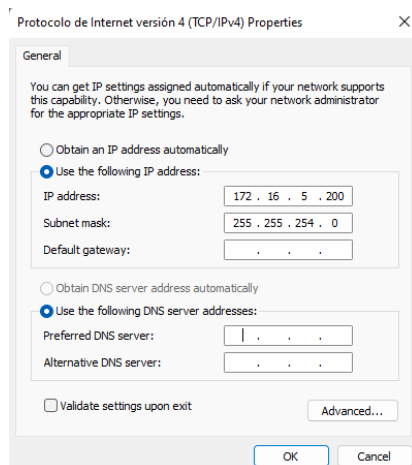 Protocolo de Internet versión 4 (TCP/IPv4) Properties
General
You can get IP settings assigned automatically if your network supports
this capability. Otherwise, you need to ask your network administrator
for the appropriate IP settings.
Obtain an IP address automatically
Use the following IP address:
IP address: 172 . 16 . 5 . 200
Subnet mask: 255 . 255 . 254 . 0
Default gateway: . . .
Obtain DNS server address automatically
Use the following DNS server addresses:
Preferred DNS server: . . .
Alternative DNS server: . . .
Validate settings upon exit
Advanced...
OK Cancel